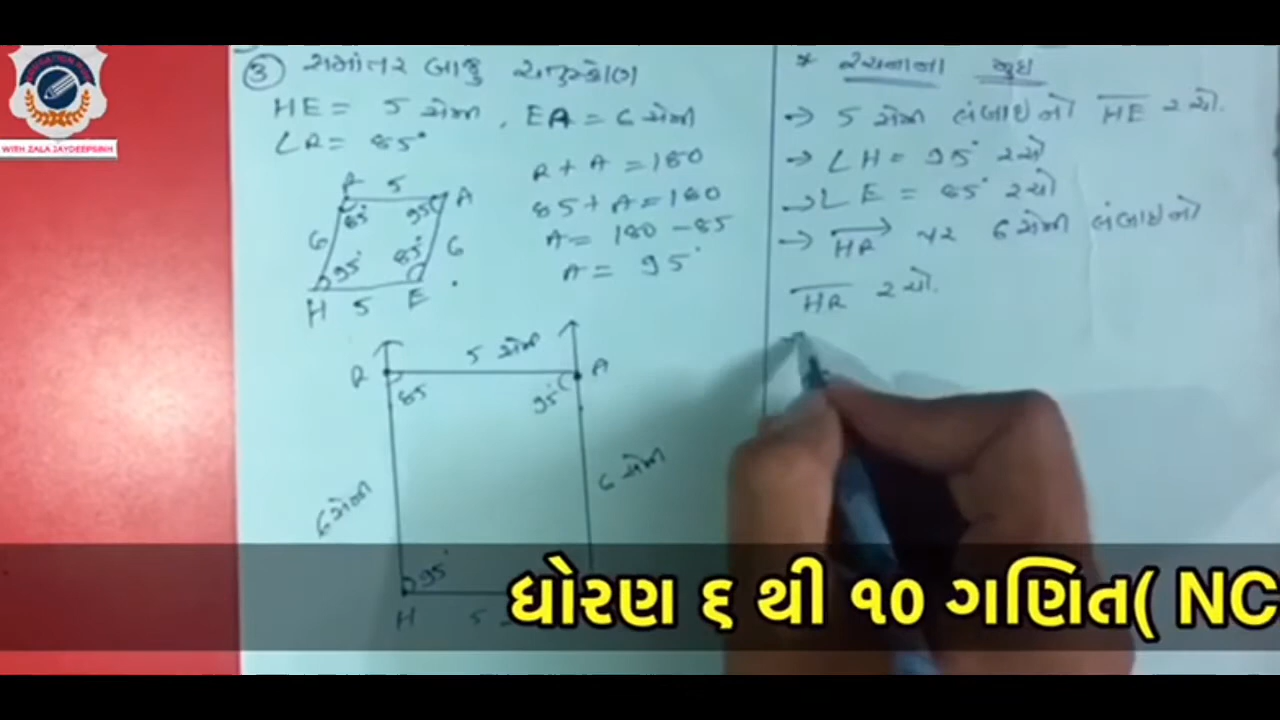 WITH ZALA JAYDEEPSINH
③ સમાંતર બાજુ ચતુષ્કોણ
HE = 5 સેમી , EA = 6 સેમી
∠R = 85°
R + A = 180
85 + A = 180
A = 180 - 85
A = 95°
R 5 A
85° 95°
6 6
95° 85°
H 5 E
R 5 સેમી A
85 95°
6 સેમી 6 સેમી
95°
H 5
* રચનાના મુદ્દા
→ 5 સેમી લંબાઇનો HE રચો.
→ ∠H = 95° રચો
→ ∠E = 85° રચો
→ HR પર 6 સેમી લંબાઇનો
HR રચો.
ધોરણ ૬ થી ૧૦ ગણિત( NC